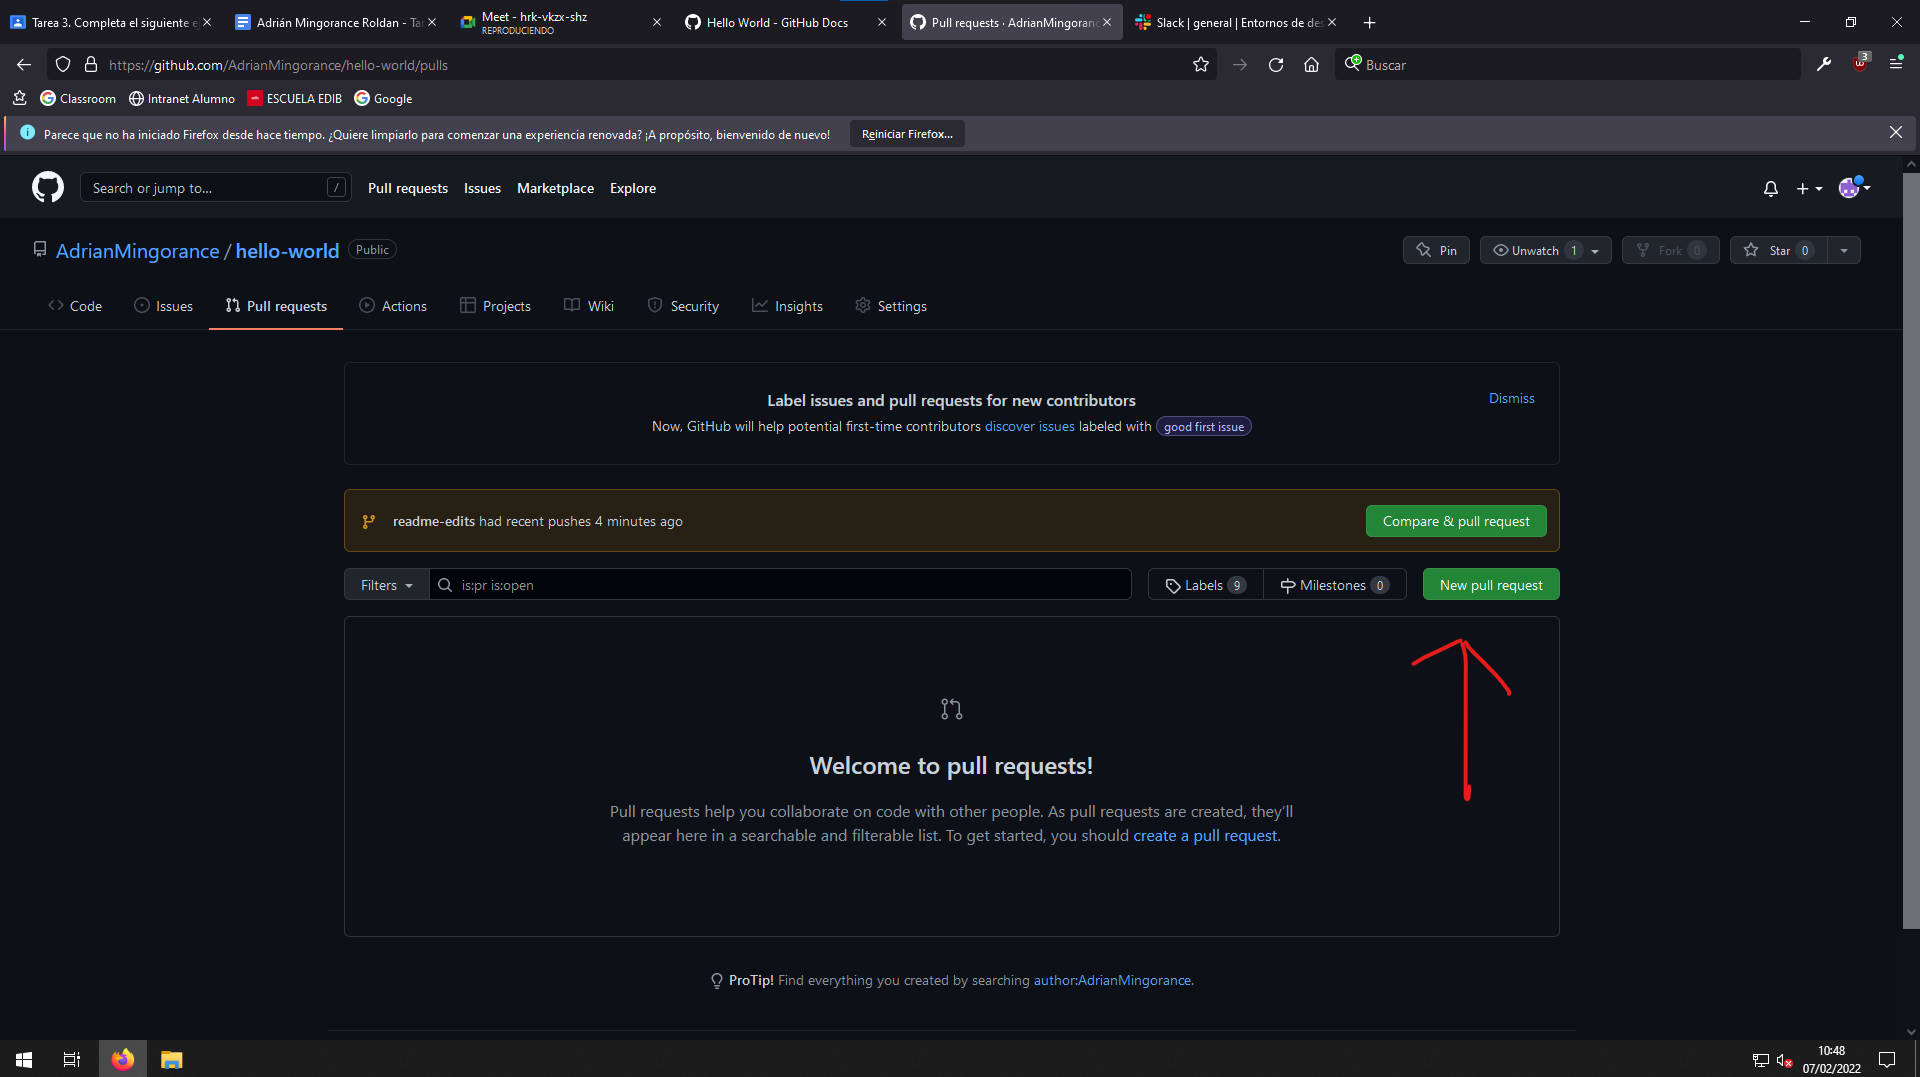 Tarea 3. Completa el siguiente e
Adrián Mingorance Roldan - Ta
Meet - hrk-vkzx-shz
REPRODUCIENDO
Hello World - GitHub Docs
Pull requests · AdrianMingoranc
Slack | general | Entornos de des
https://github.com/AdrianMingorance/hello-world/pulls
Buscar
3
Classroom
Intranet Alumno
ESCUELA EDIB
Google
Parece que no ha iniciado Firefox desde hace tiempo. ¿Quiere limpiarlo para comenzar una experiencia renovada? ¡A propósito, bienvenido de nuevo!
Reiniciar Firefox...
Search or jump to...
/
Pull requests
Issues
Marketplace
Explore
AdrianMingorance / hello-world
Public
Pin
Unwatch 1
Fork 0
Star 0
Code
Issues
Pull requests
Actions
Projects
Wiki
Security
Insights
Settings
Label issues and pull requests for new contributors
Dismiss
Now, GitHub will help potential first-time contributors discover issues labeled with good first issue
readme-edits had recent pushes 4 minutes ago
Compare & pull request
Filters
is:pr is:open
Labels 9
Milestones 0
New pull request
Welcome to pull requests!
Pull requests help you collaborate on code with other people. As pull requests are created, they’ll
appear here in a searchable and filterable list. To get started, you should create a pull request.
ProTip! Find everything you created by searching author:AdrianMingorance.
10:48
07/02/2022